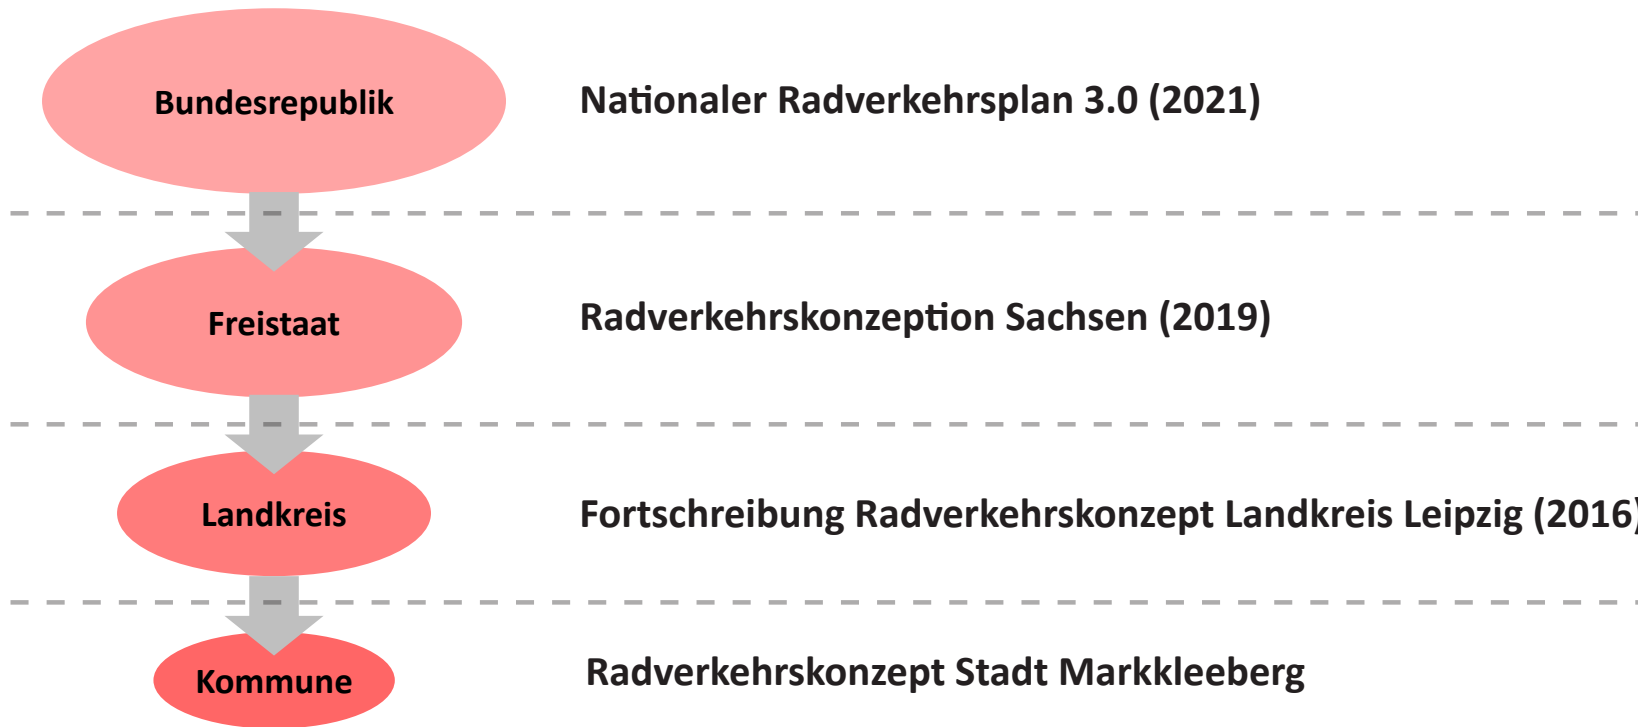 Bundesrepublik
Nationaler Radverkehrsplan 3.0 (2021)
Freistaat
Radverkehrskonzeption Sachsen (2019)
Landkreis
Fortschreibung Radverkehrskonzept Landkreis Leipzig (2016)
Kommune
Radverkehrskonzept Stadt Markkleeberg